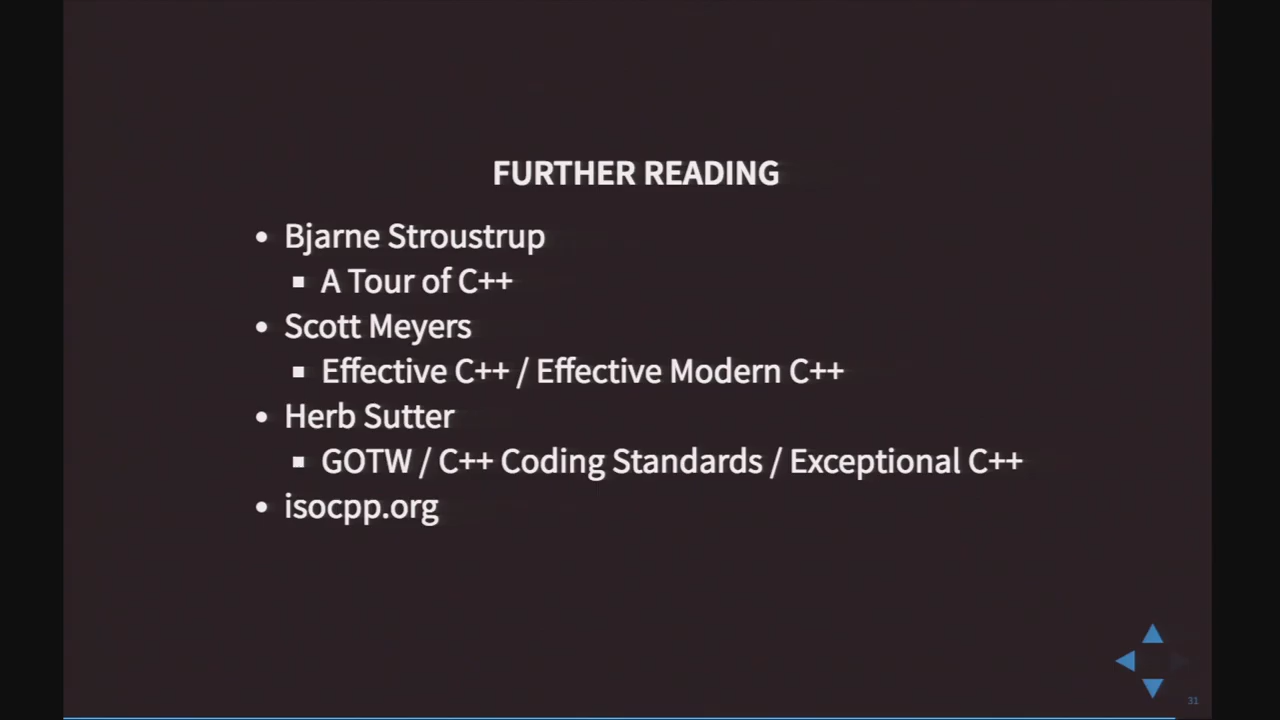 FURTHER READING
• Bjarne Stroustrup
▪ A Tour of C++
• Scott Meyers
▪ Effective C++ / Effective Modern C++
• Herb Sutter
▪ GOTW / C++ Coding Standards / Exceptional C++
• isocpp.org
31